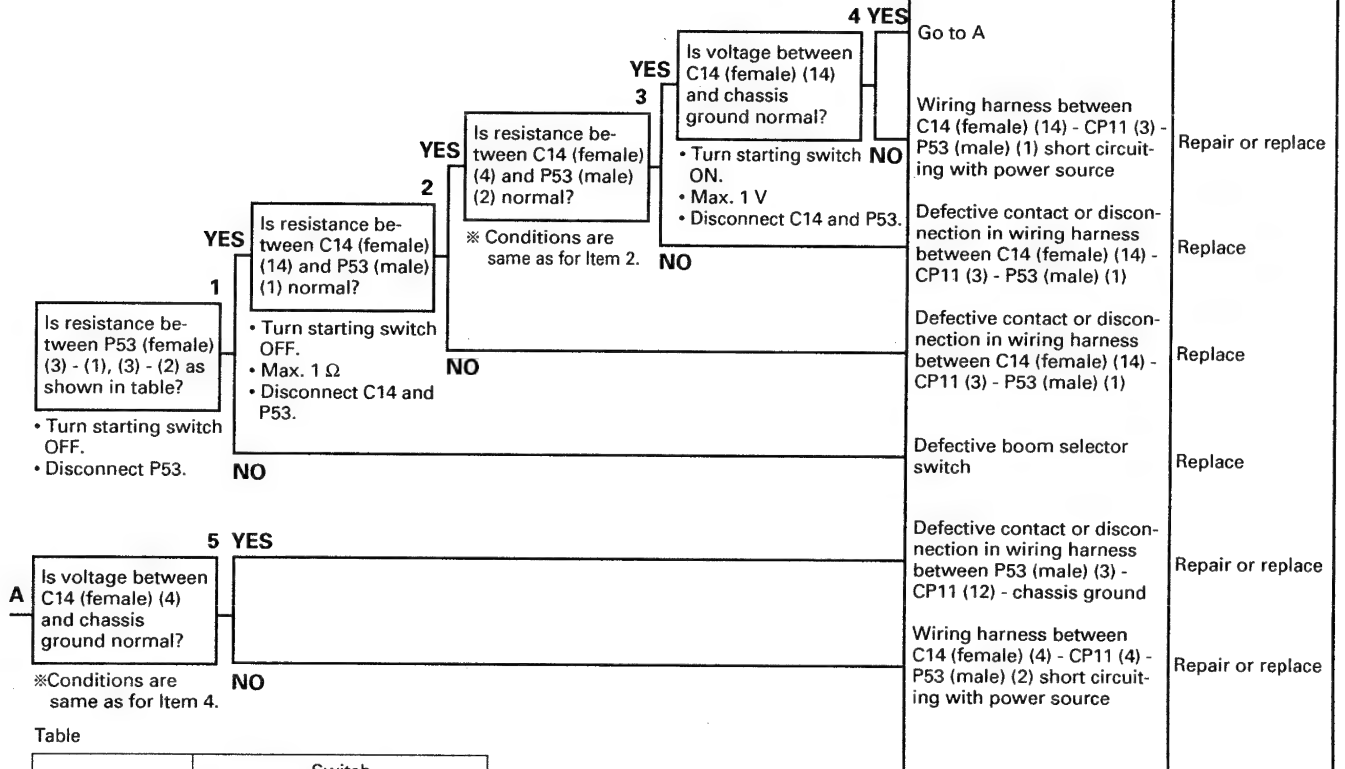 4 YES
Go to A
Is voltage between
C14 (female) (14)
and chassis
ground normal?
YES
3
• Turn starting switch
ON.
• Max. 1 V
• Disconnect C14 and P53.
NO
Wiring harness between
C14 (female) (14) - CP11 (3) -
P53 (male) (1) short circuit-
ing with power source
Repair or replace
Is resistance be-
tween C14 (female)
(4) and P53 (male)
(2) normal?
YES
2
※ Conditions are
same as for Item 2.
NO
Defective contact or discon-
nection in wiring harness
between C14 (female) (14) -
CP11 (3) - P53 (male) (1)
Replace
Is resistance be-
tween C14 (female)
(14) and P53 (male)
(1) normal?
YES
1
• Turn starting switch
OFF.
• Max. 1 Ω
• Disconnect C14 and
P53.
NO
Defective contact or discon-
nection in wiring harness
between C14 (female) (14) -
CP11 (3) - P53 (male) (1)
Replace
Is resistance be-
tween P53 (female)
(3) - (1), (3) - (2) as
shown in table?
• Turn starting switch
OFF.
• Disconnect P53.
NO
Defective boom selector
switch
Replace
5 YES
A
Is voltage between
C14 (female) (4)
and chassis
ground normal?
※Conditions are
same as for Item 4.
NO
Defective contact or discon-
nection in wiring harness
between P53 (male) (3) -
CP11 (12) - chassis ground
Repair or replace
Wiring harness between
C14 (female) (4) - CP11 (4) -
P53 (male) (2) short circuit-
ing with power source
Repair or replace
Table
Switch